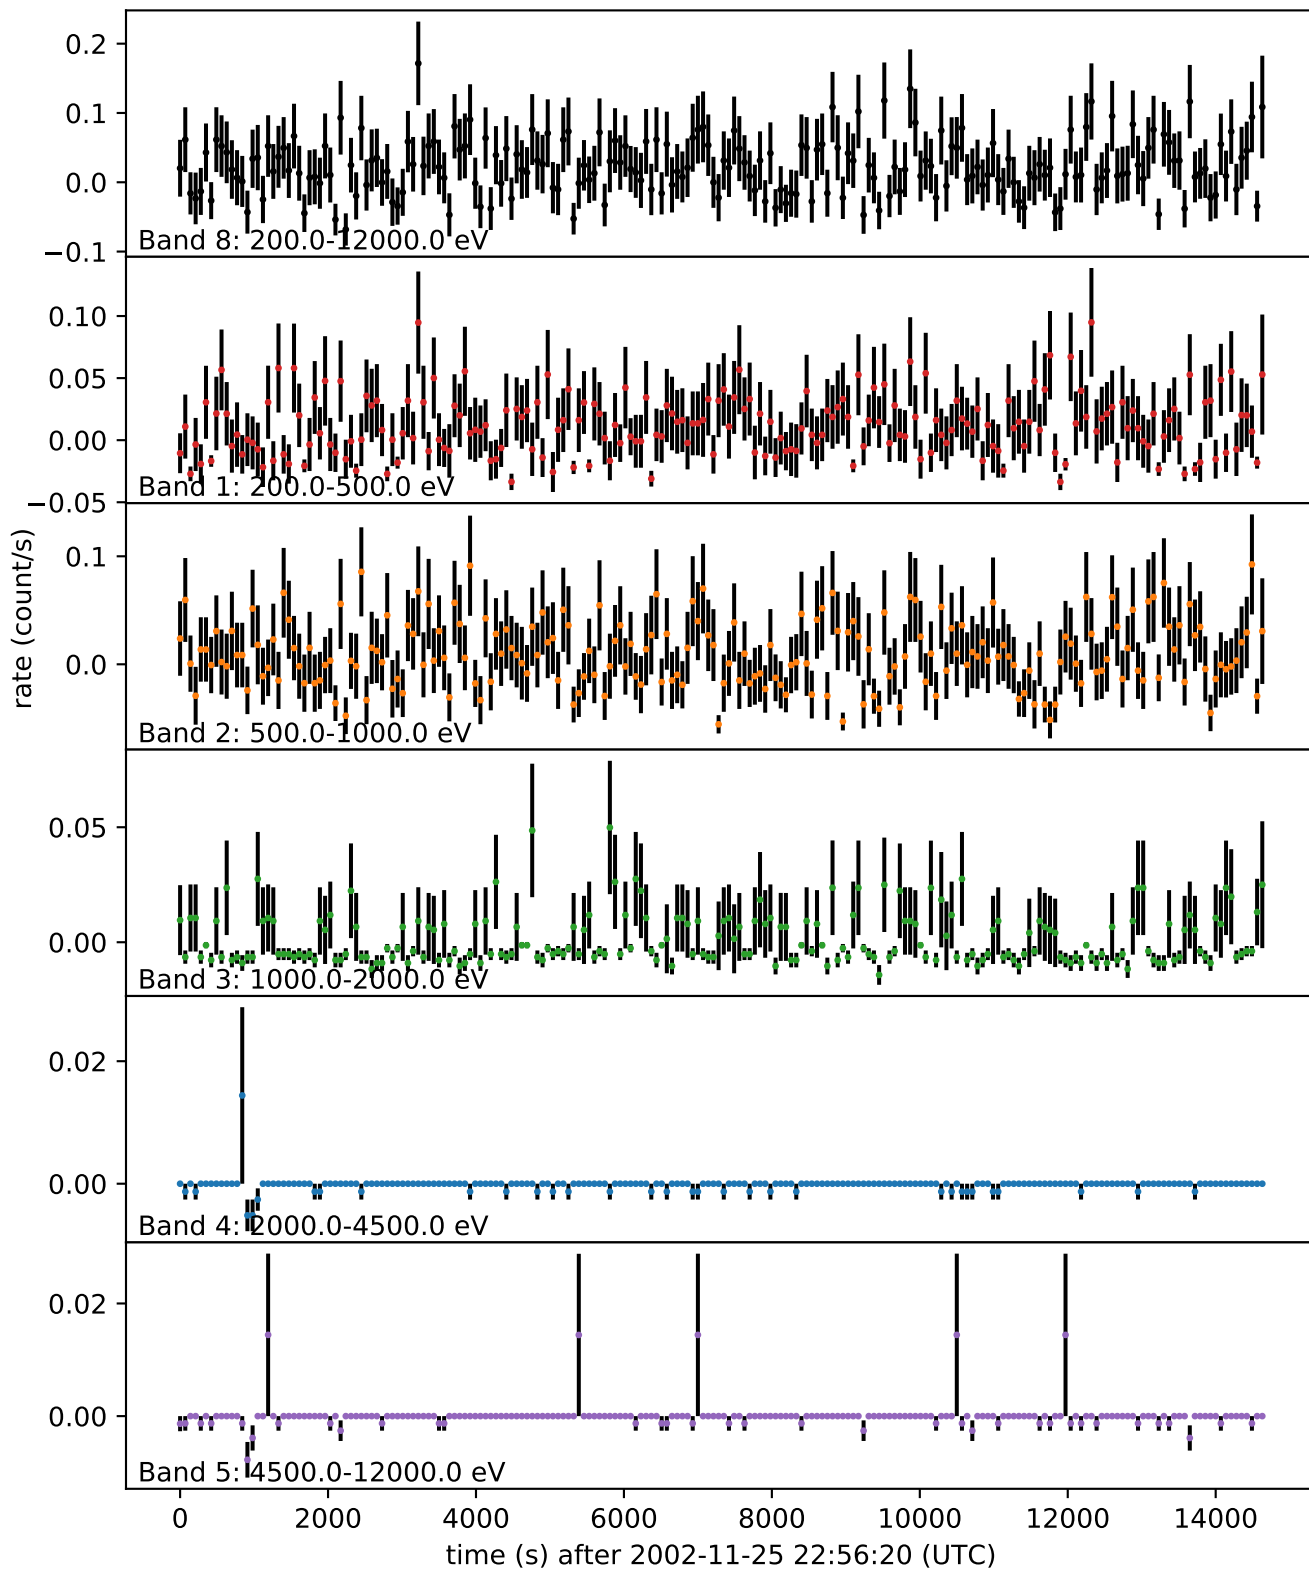 0.2
0.1
0.0
−0.1
Band 8: 200.0-12000.0 eV
0.10
0.05
0.00
−0.05
Band 1: 200.0-500.0 eV
rate (count/s)
0.1
0.0
Band 2: 500.0-1000.0 eV
0.05
0.00
Band 3: 1000.0-2000.0 eV
0.02
0.00
Band 4: 2000.0-4500.0 eV
0.02
0.00
Band 5: 4500.0-12000.0 eV
0 2000 4000 6000 8000 10000 12000 14000
time (s) after 2002-11-25 22:56:20 (UTC)